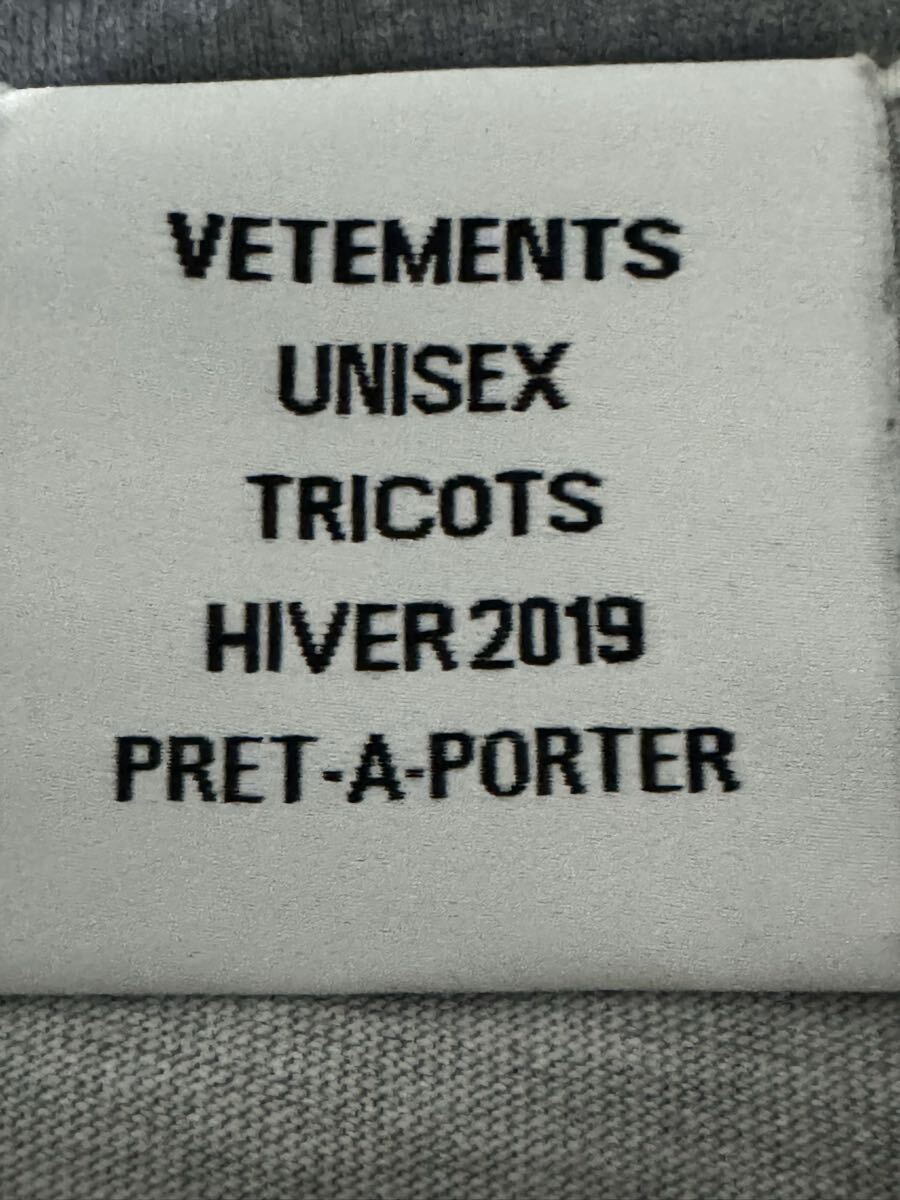 VETEMENTS
UNISEX
TRICOTS
HIVER 2019
PRET-A-PORTER